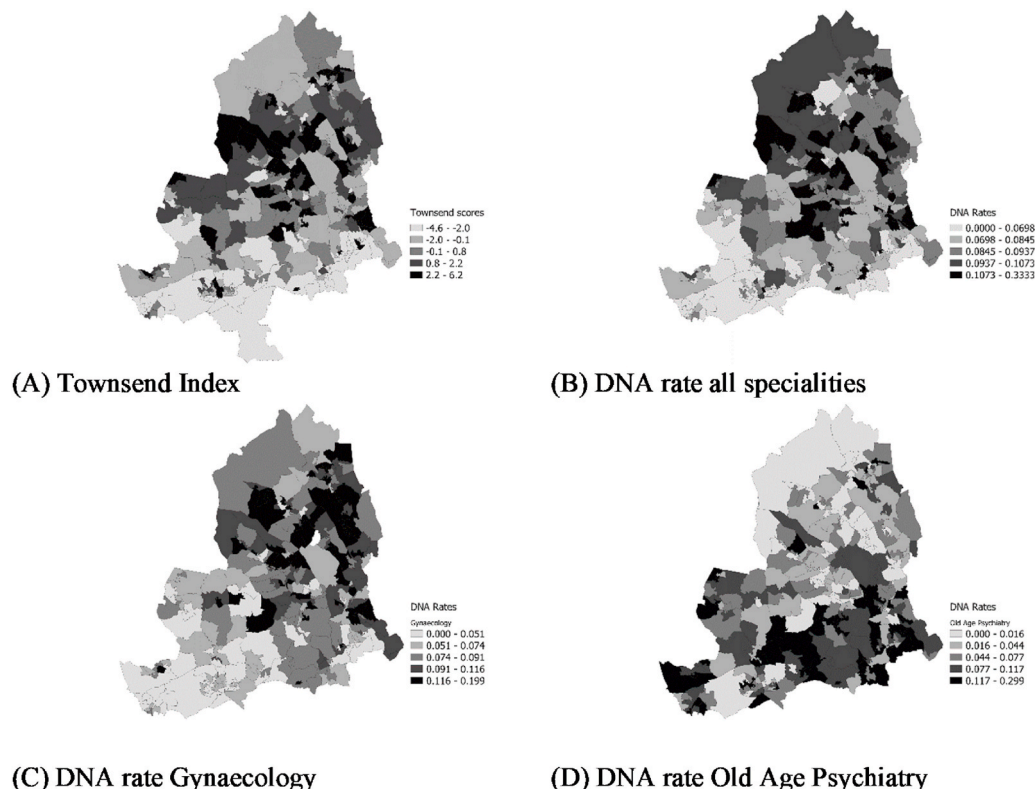 Townsend scores
-4.6 - -2.0
-2.0 - -0.1
-0.1 - 0.8
0.8 - 2.2
2.2 - 6.2
(A) Townsend Index
DNA Rates
0.0000 - 0.0698
0.0698 - 0.0845
0.0845 - 0.0937
0.0937 - 0.1073
0.1073 - 0.3333
(B) DNA rate all specialities
DNA Rates
Gynaecology
0.000 - 0.051
0.051 - 0.074
0.074 - 0.091
0.091 - 0.116
0.116 - 0.199
(C) DNA rate Gynaecology
DNA Rates
Old Age Psychiatry
0.000 - 0.016
0.016 - 0.044
0.044 - 0.077
0.077 - 0.117
0.117 - 0.299
(D) DNA rate Old Age Psychiatry